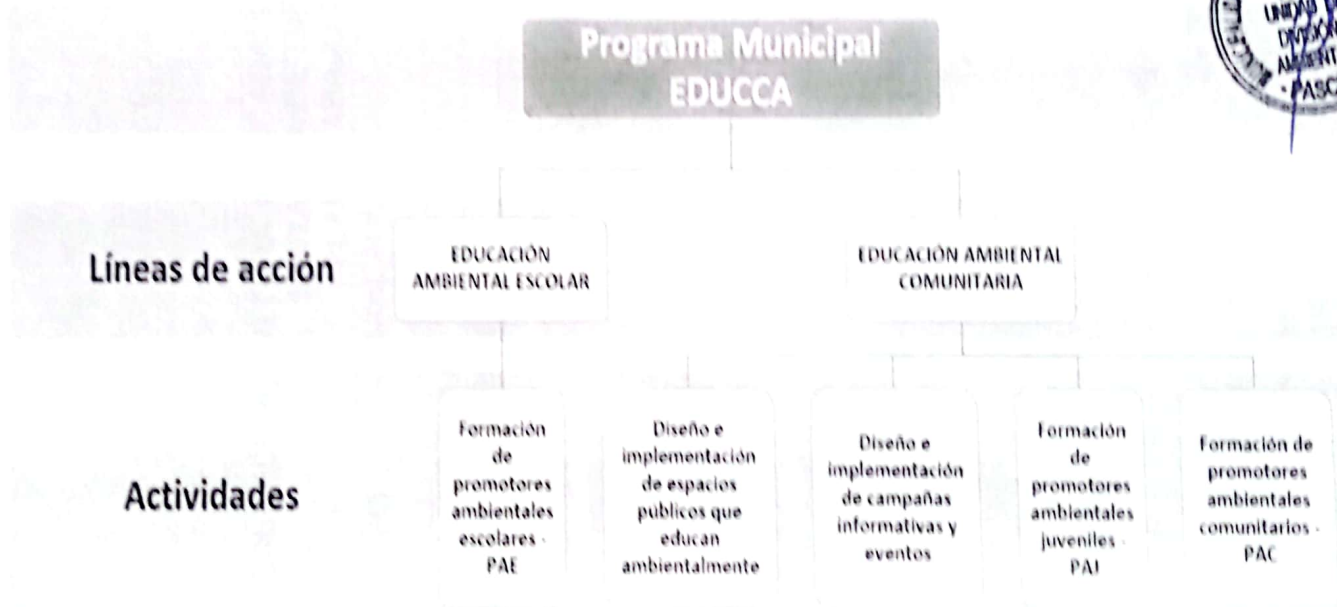 Programa Municipal
EDUCCA
UNIDAD
DIVISIÓN
Líneas de acción
EDUCACIÓN
AMBIENTAL ESCOLAR
EDUCACIÓN AMBIENTAL
COMUNITARIA
Actividades
Formación
de
promotores
ambientales
escolares -
PAE
Diseño e
implementación
de espacios
públicos que
educan
ambientalmente
Diseño e
implementación
de campañas
informativas y
eventos
Formación
de
promotores
ambientales
juveniles -
PAJ
Formación de
promotores
ambientales
comunitarios -
PAC